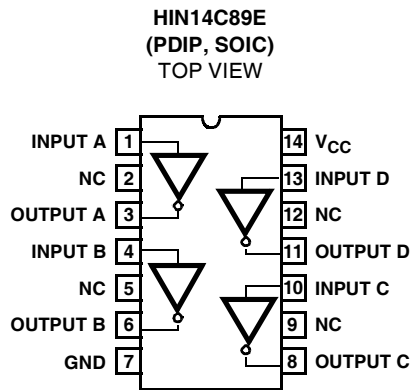 HIN14C89E
(PDIP, SOIC)
TOP VIEW
INPUT A 1 14 VCC
NC 2 13 INPUT D
OUTPUT A 3 12 NC
INPUT B 4 11 OUTPUT D
NC 5 10 INPUT C
OUTPUT B 6 9 NC
GND 7 8 OUTPUT C